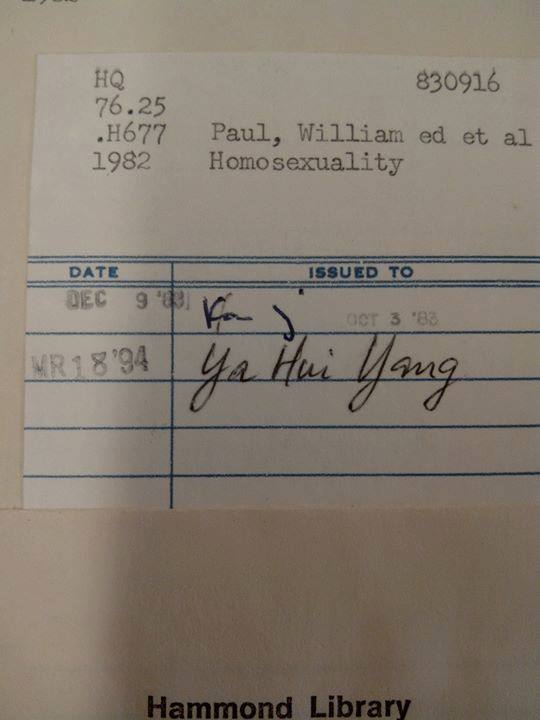 HQ 830916
76.25
.H677 Paul, William ed et al
1982 Homosexuality
DATE ISSUED TO
DEC 9 '83 OCT 3 '83
MR 18 '94 Ya Hui Yang
Hammond Library